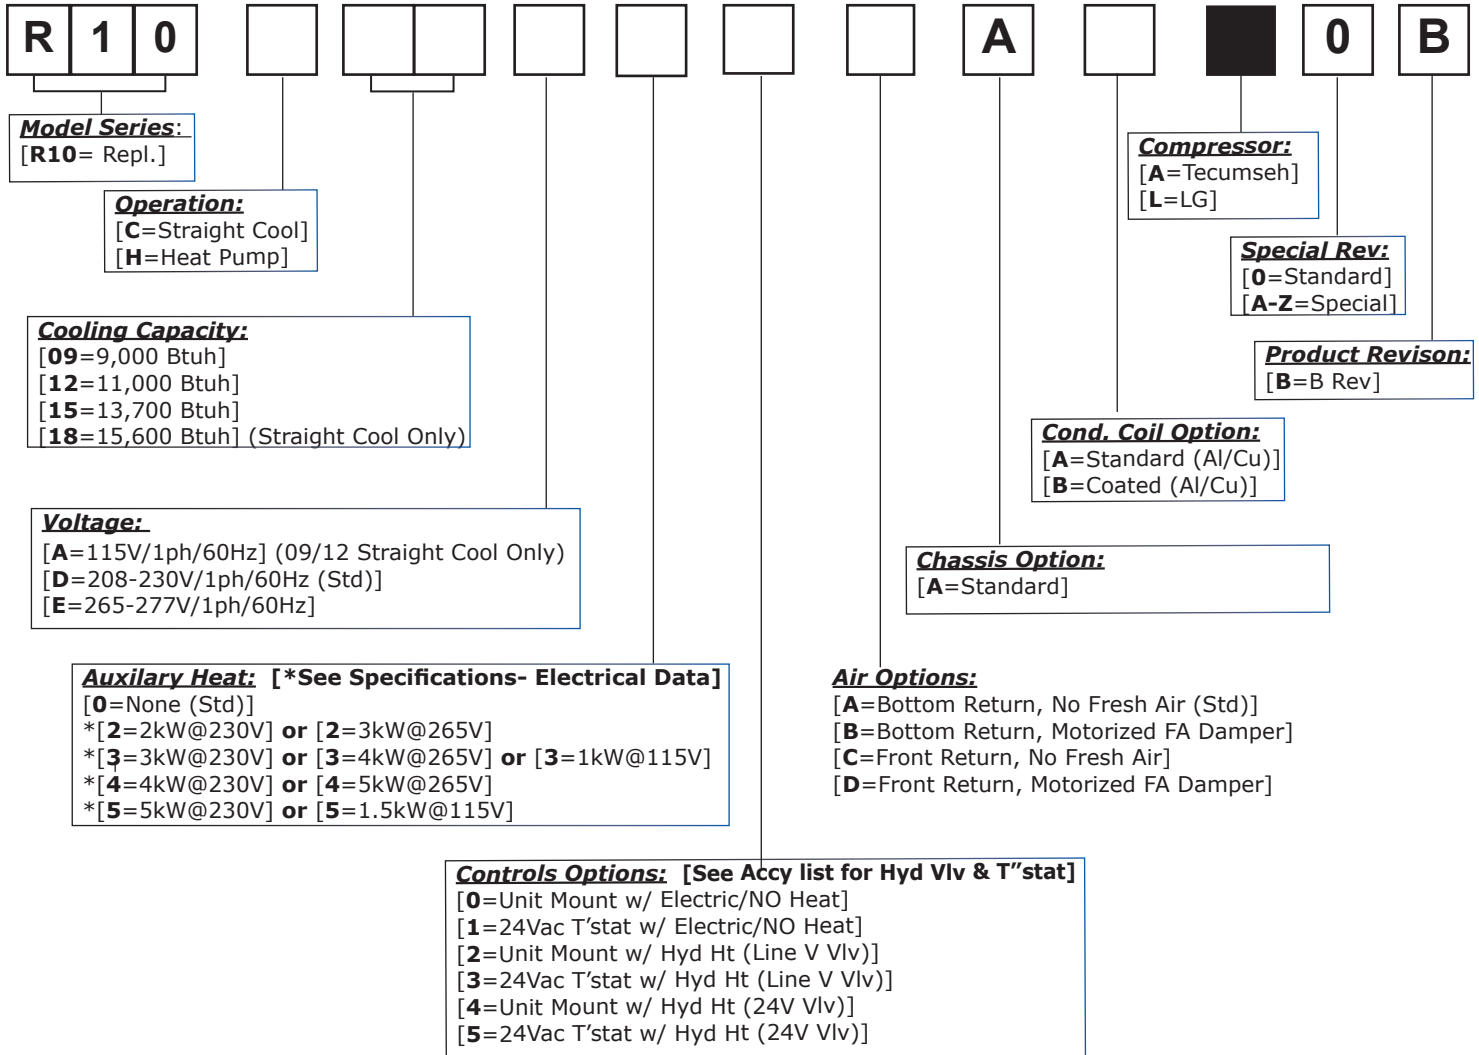 R 1 0 A 0 B
Model Series:
[R10= Repl.]
Operation:
[C=Straight Cool]
[H=Heat Pump]
Cooling Capacity:
[09=9,000 Btuh]
[12=11,000 Btuh]
[15=13,700 Btuh]
[18=15,600 Btuh] (Straight Cool Only)
Voltage:
[A=115V/1ph/60Hz] (09/12 Straight Cool Only)
[D=208-230V/1ph/60Hz (Std)]
[E=265-277V/1ph/60Hz]
Auxilary Heat: [*See Specifications- Electrical Data]
[0=None (Std)]
*[2=2kW@230V] or [2=3kW@265V]
*[3=3kW@230V] or [3=4kW@265V] or [3=1kW@115V]
*[4=4kW@230V] or [4=5kW@265V]
*[5=5kW@230V] or [5=1.5kW@115V]
Controls Options: [See Accy list for Hyd Vlv & T”stat]
[0=Unit Mount w/ Electric/NO Heat]
[1=24Vac T’stat w/ Electric/NO Heat]
[2=Unit Mount w/ Hyd Ht (Line V Vlv)]
[3=24Vac T’stat w/ Hyd Ht (Line V Vlv)]
[4=Unit Mount w/ Hyd Ht (24V Vlv)]
[5=24Vac T’stat w/ Hyd Ht (24V Vlv)]
Air Options:
[A=Bottom Return, No Fresh Air (Std)]
[B=Bottom Return, Motorized FA Damper]
[C=Front Return, No Fresh Air]
[D=Front Return, Motorized FA Damper]
Chassis Option:
[A=Standard]
Cond. Coil Option:
[A=Standard (Al/Cu)]
[B=Coated (Al/Cu)]
Compressor:
[A=Tecumseh]
[L=LG]
Special Rev:
[0=Standard]
[A-Z=Special]
Product Revison:
[B=B Rev]